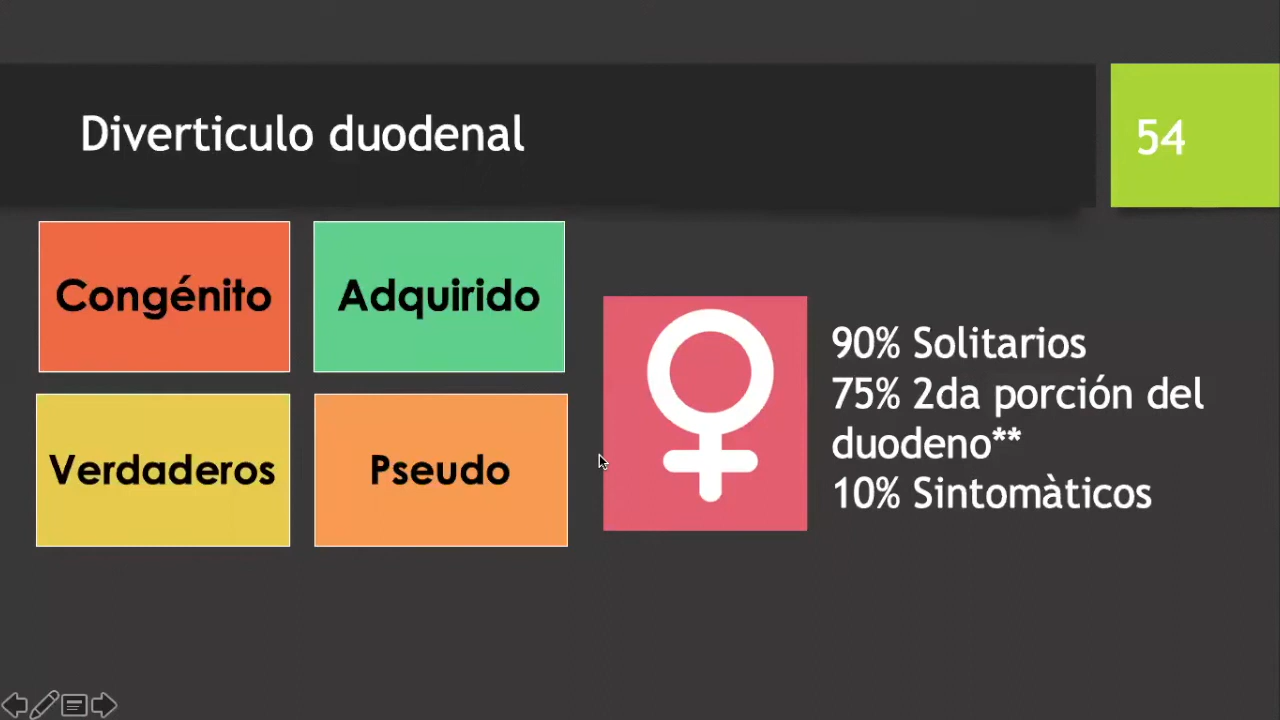 Diverticulo duodenal
54
Congénito
Adquirido
Verdaderos
Pseudo
90% Solitarios
75% 2da porción del
duodeno**
10% Sintomàticos